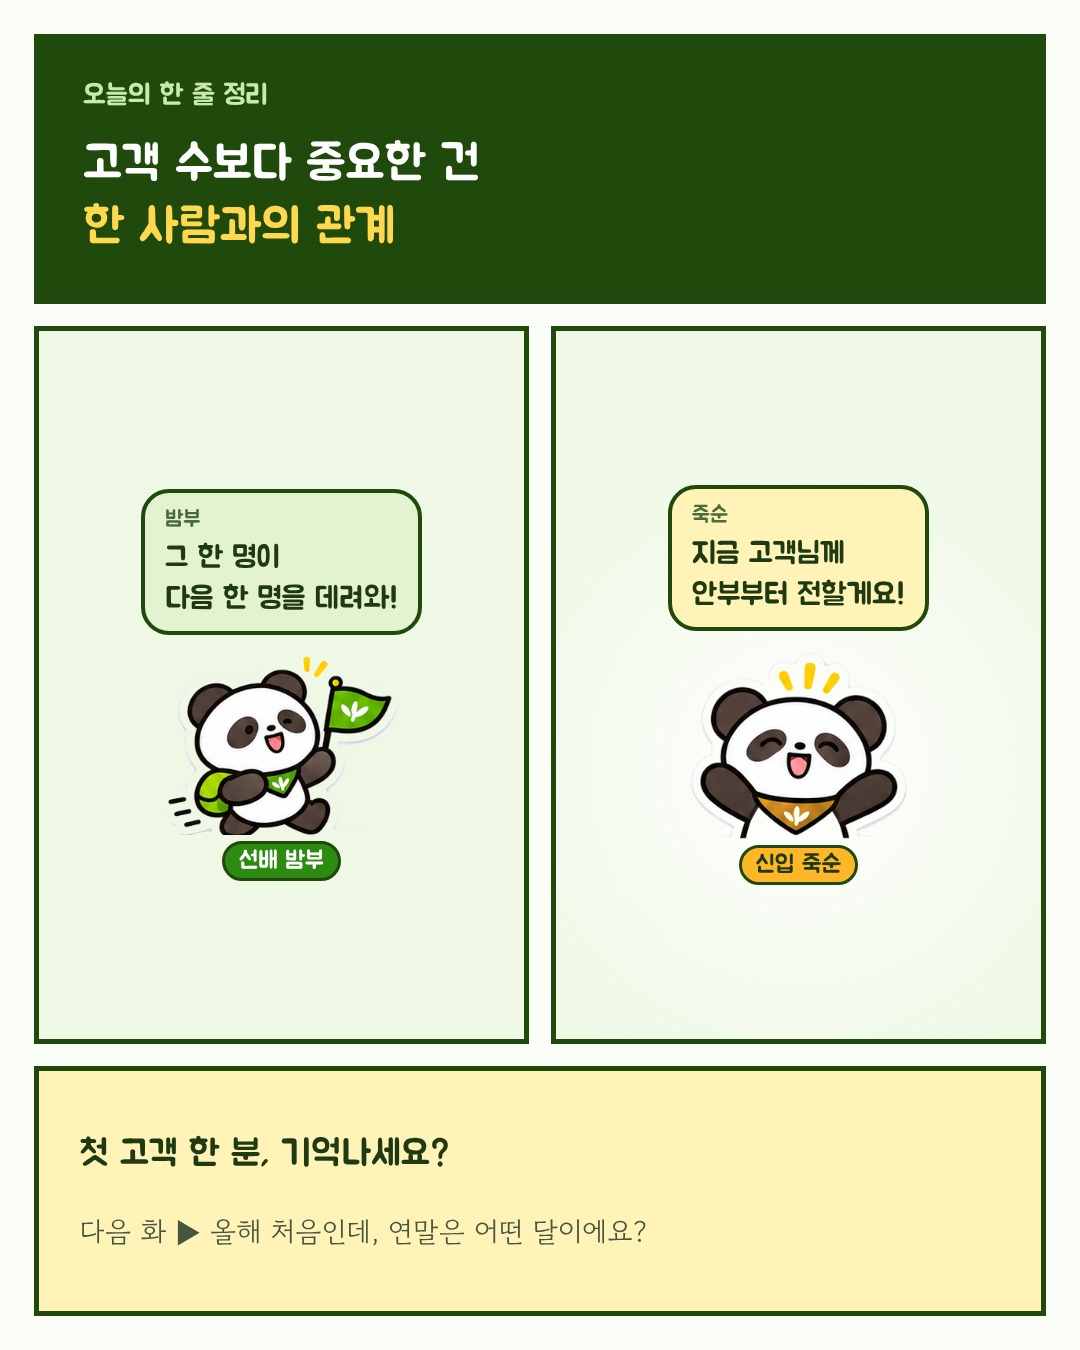 오늘의 한 줄 정리
고객 수보다 중요한 건
한 사람과의 관계
밤부
그 한 명이
다음 한 명을 데려와!
선배 밤부
죽순
지금 고객님께
안부부터 전할게요!
신입 죽순
첫 고객 한 분, 기억나세요?
다음 화 ▶ 올해 처음인데, 연말은 어떤 달이에요?